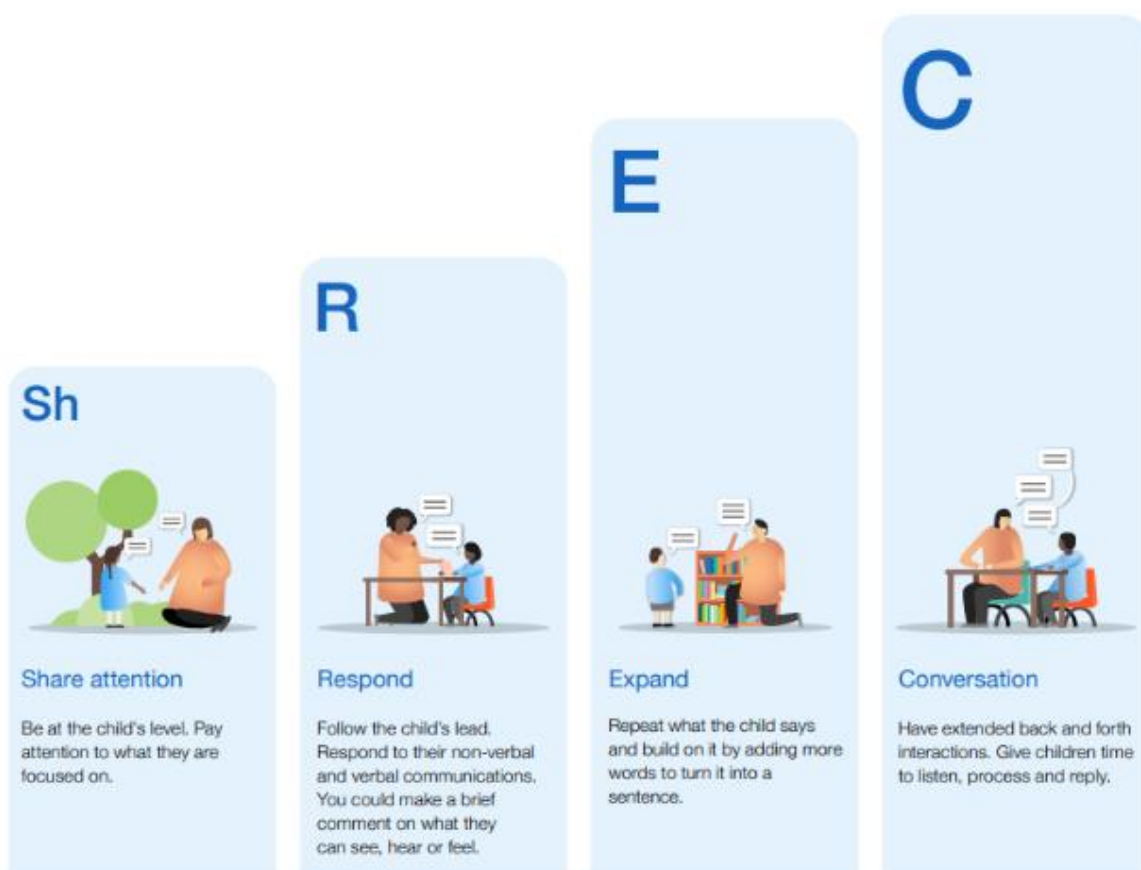 Sh
Share attention
Be at the child's level. Pay
attention to what they are
focused on.
R
Respond
Follow the child's lead.
Respond to their non-verbal
and verbal communications.
You could make a brief
comment on what they
can see, hear or feel.
E
Expand
Repeat what the child says
and build on it by adding more
words to turn it into a
sentence.
C
Conversation
Have extended back and forth
interactions. Give children time
to listen, process and reply.